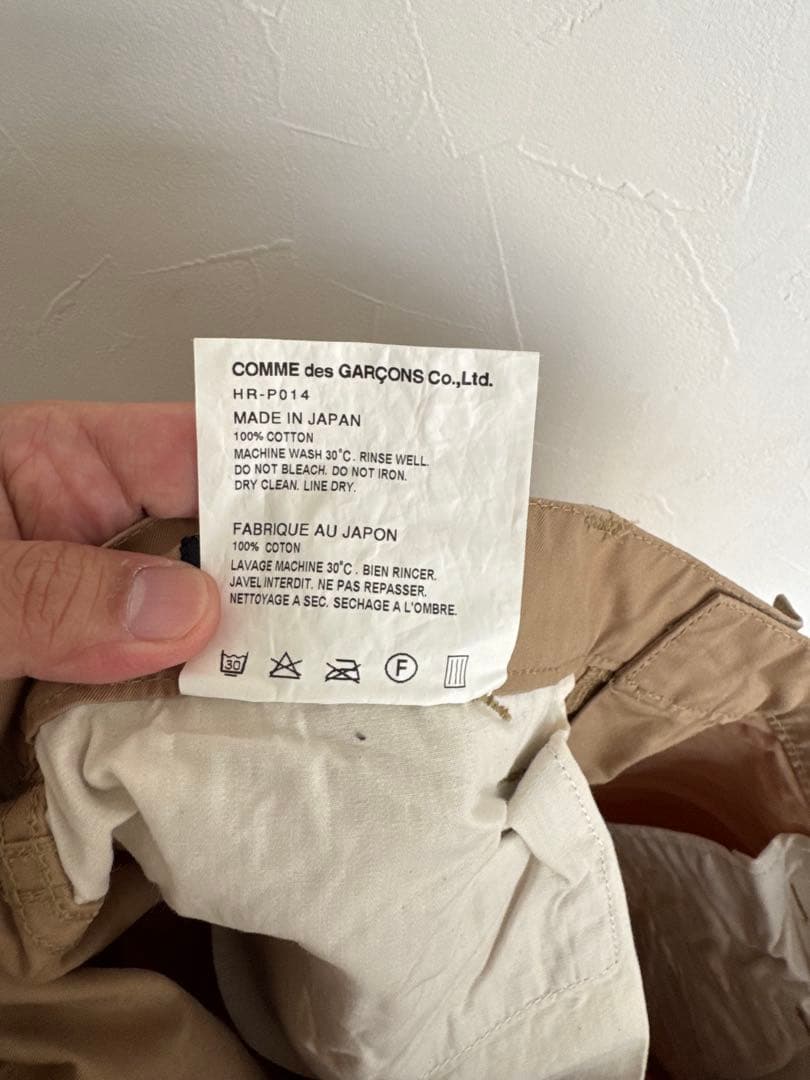 COMME des GARÇONS Co.,Ltd.
HR-P014
MADE IN JAPAN
100% COTTON
MACHINE WASH 30°C. RINSE WELL.
DO NOT BLEACH. DO NOT IRON.
DRY CLEAN. LINE DRY.
FABRIQUE AU JAPON
100% COTON
LAVAGE MACHINE 30°C. BIEN RINCER.
JAVEL INTERDIT. NE PAS REPASSER.
NETTOYAGE A SEC. SECHAGE A L'OMBRE.
30 F